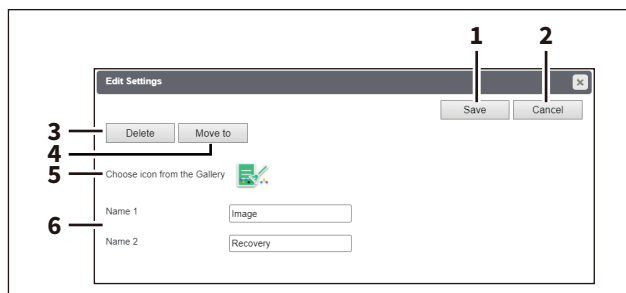 1 2
Edit Settings
Save Cancel
3 Delete Move to
4
5 Choose icon from the Gallery
Name 1 Image
6
Name 2 Recovery